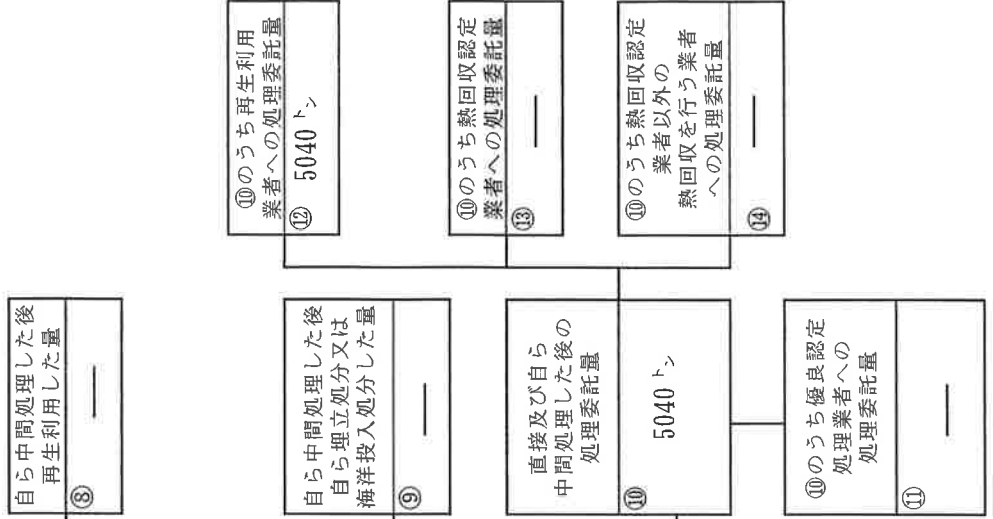 自ら中間処理した後
再生利用した量
⑧
—
自ら中間処理した後
自ら埋立処分又は
海洋投入処分した量
⑨
—
直接及び自ら
中間処理した後の
処理委託量
⑩
5040 トン
⑩のうち優良認定
処理業者への
処理委託量
⑪
—
⑩のうち再生利用
業者への処理委託量
⑫
5040 トン
⑩のうち熱回収認定
業者への処理委託量
⑬
—
⑩のうち熱回収認定
業者以外の
熱回収を行う業者
への処理委託量
⑭
—